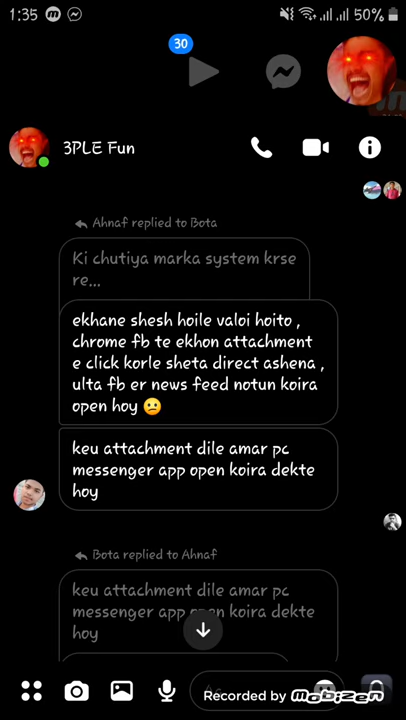 1:35
50%
30
3PLE Fun
Ahnaf replied to Bota
Ki chutiya marka system krse
re...
ekhane shesh hoile valoi hoito ,
chrome fb te ekhon attachment
e click korle sheta direct ashena ,
ulta fb er news feed notun koira
open hoy 😕
keu attachment dile amar pc
messenger app open koira dekte
hoy
Bota replied to Ahnaf
keu attachment dile amar pc
messenger app open koira dekte
hoy
Recorded by mobizen